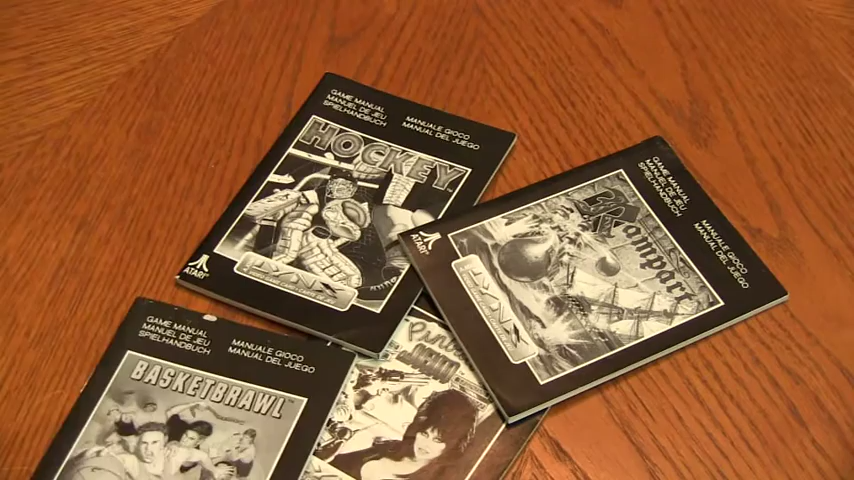 GAME MANUAL
MANUEL DE JEU
SPIELHANDBUCH
MANUALE GIOCO
MANUAL DEL JUEGO
HOCKEY
LYNX
ATARI
GAME MANUAL
MANUEL DE JEU
SPIELHANDBUCH
MANUALE GIOCO
MANUAL DEL JUEGO
Rampart
LYNX
ATARI
GAME MANUAL
MANUEL DE JEU
SPIELHANDBUCH
MANUALE GIOCO
MANUAL DEL JUEGO
BASKETBRAWL